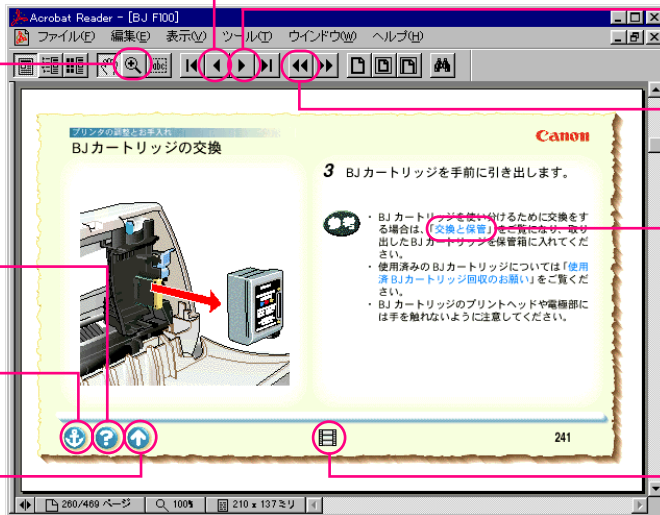 Acrobat Reader - [BJ F100]
ファイル(F) 編集(E) 表示(V) ツール(T) ウインドウ(W) ヘルプ(H)
abc
プリンタの調整とお手入れ
BJカートリッジの交換
Canon
3 BJカートリッジを手前に引き出します。
・ BJカートリッジを使い分けるために交換をす
る場合は、「交換と保管」をご覧になり、取り
出したBJカートリッジを保管箱に入れてくだ
さい。
・ 使用済みのBJカートリッジについては「使用
済BJカートリッジ回収のお願い」をご覧くだ
さい。
・ BJカートリッジのプリントヘッドや電極部に
は手を触れないように注意してください。
?
241
260/469 ページ 100% 210 x 137 ミリ